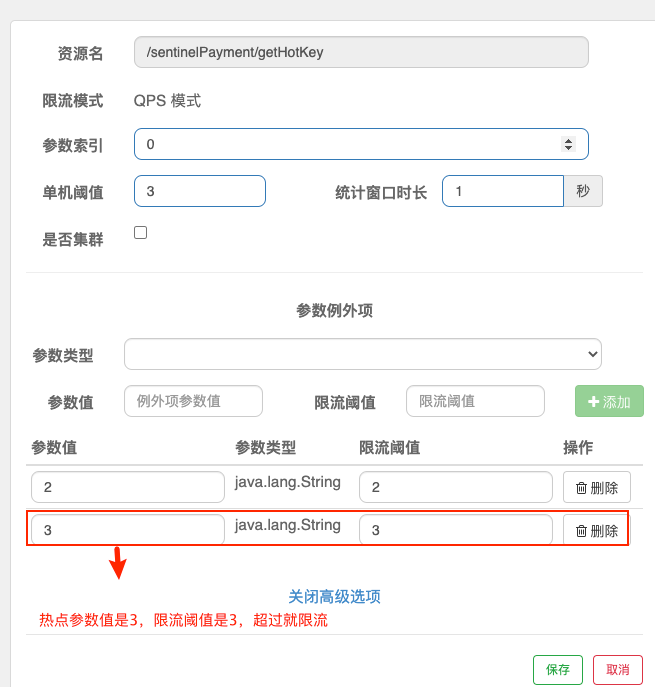 资源名 /sentinelPayment/getHotKey
限流模式 QPS 模式
参数索引 0
单机阈值 3 统计窗口时长 1 秒
是否集群
参数例外项
参数类型
参数值 例外项参数值 限流阈值 限流阈值 添加
参数值 参数类型 限流阈值 操作
2 java.lang.String 2 删除
3 java.lang.String 3 删除
关闭高级选项
热点参数值是3，限流阈值是3，超过就限流
保存 取消